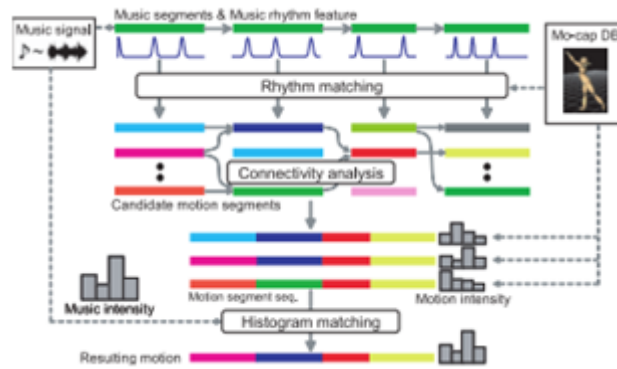 Music signal
Music segments & Music rhythm feature
Mo-cap DB
Rhythm matching
Connectivity analysis
Candidate motion segments
Music intensity
Motion segment seq.
Motion intensity
Histogram matching
Resulting motion